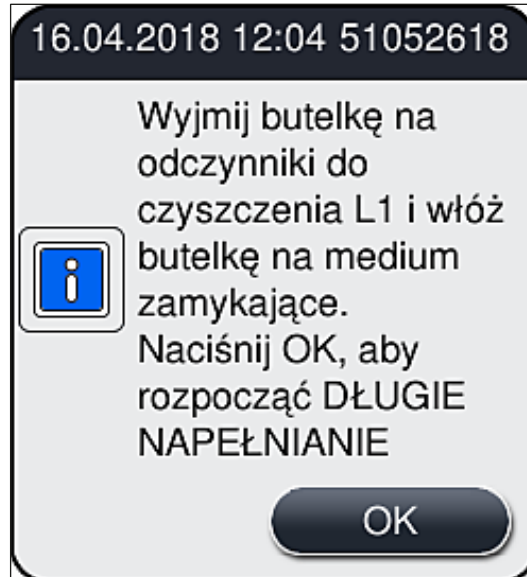 16.04.2018 12:04 51052618
Wyjmij butelkę na
odczynniki do
czyszczenia L1 i włóż
butelkę na medium
zamykające.
Naciśnij OK, aby
rozpocząć DŁUGIE
NAPEŁNIANIE
OK